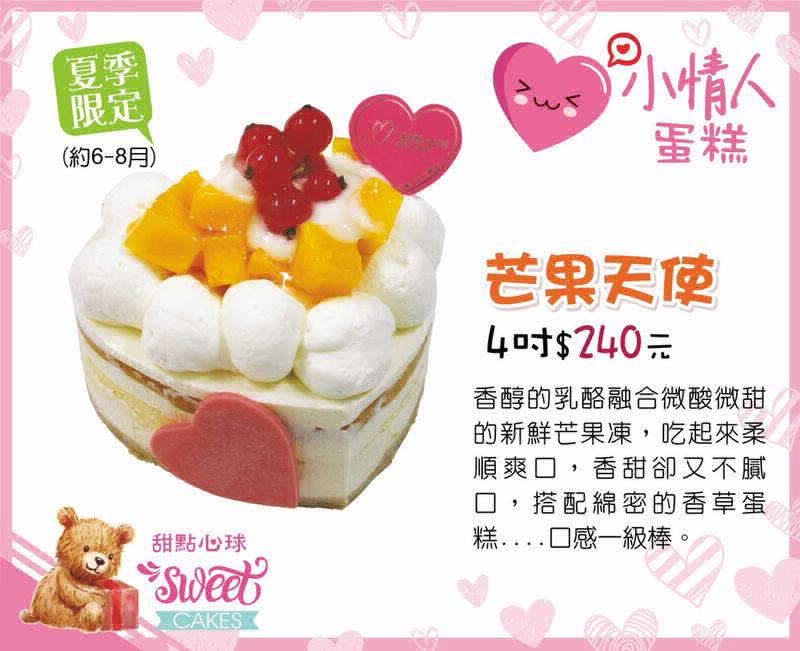 夏季
限定
(約6-8月)
小情人
蛋糕
芒果天使
4吋$240元
香醇的乳酪融合微酸微甜
的新鮮芒果凍，吃起來柔
順爽口，香甜卻又不膩
口，搭配綿密的香草蛋
糕....口感一級棒。
甜點心球
Sweet
CAKES